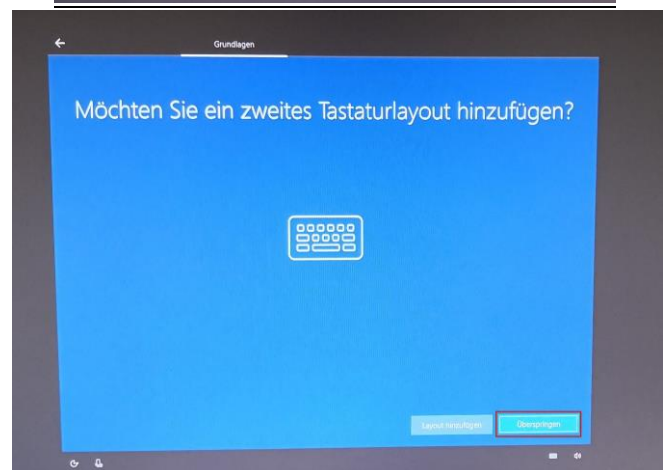 Grundlagen
Möchten Sie ein zweites Tastaturlayout hinzufügen?
Layout hinzufügen
Überspringen